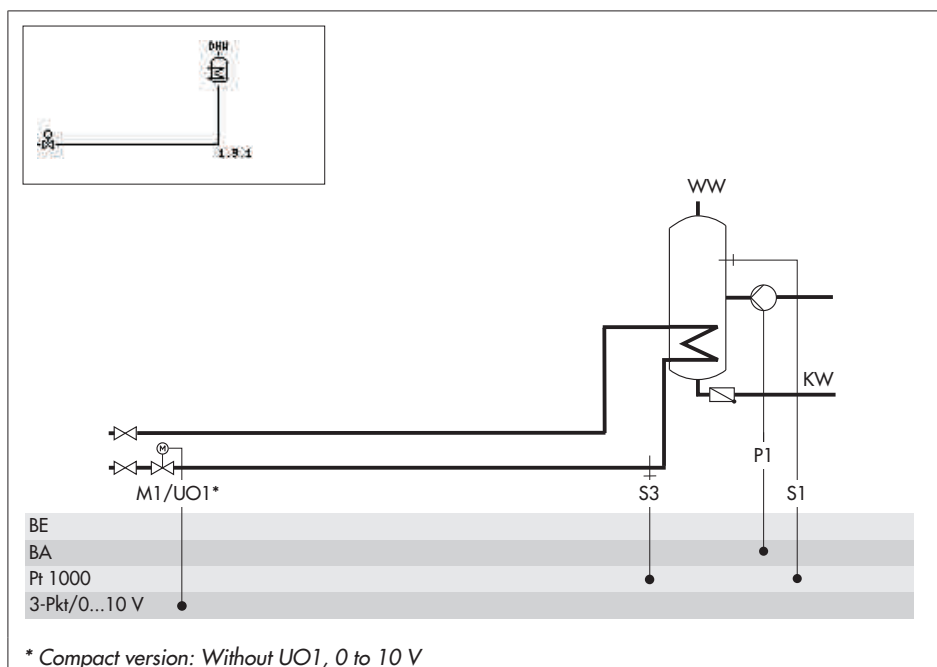 DHW
1.9.1
WW
KW
P1
M1/UO1*
S3
S1
BE
BA
Pt 1000
3-Pkt/0...10 V
M
* Compact version: Without UO1, 0 to 10 V